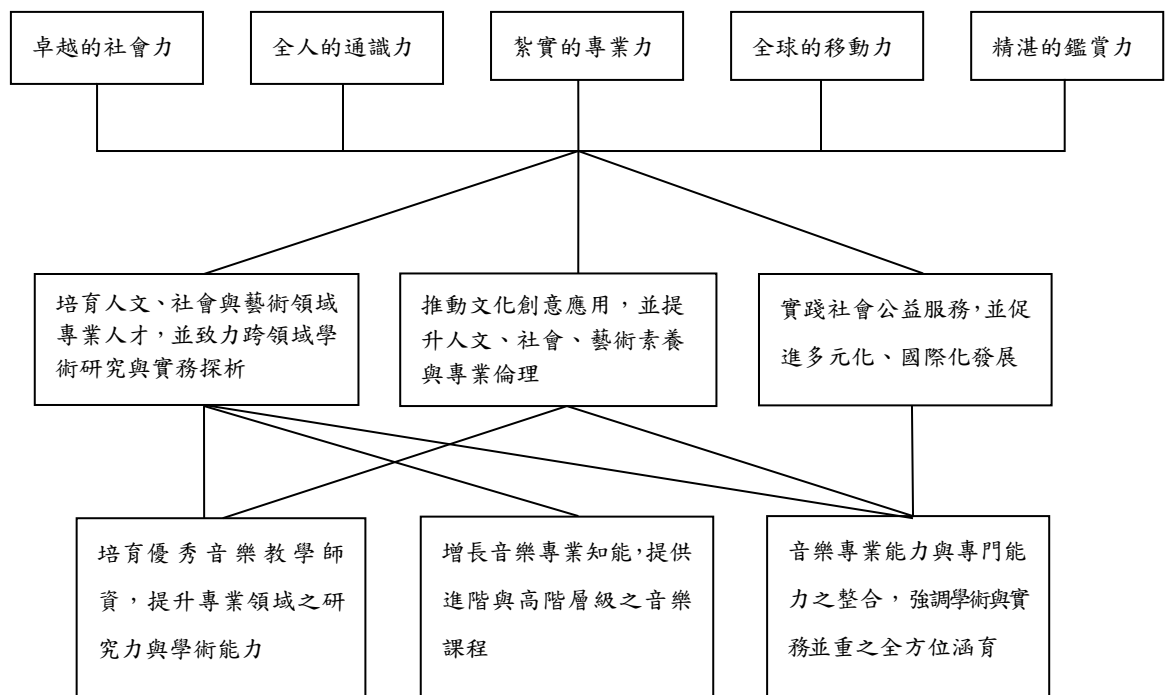 卓越的社會力
全人的通識力
紮實的專業力
全球的移動力
精湛的鑑賞力
培育人文、社會與藝術領域
專業人才，並致力跨領域學
術研究與實務探析
推動文化創意應用，並提
升人文、社會、藝術素養
與專業倫理
實踐社會公益服務，並促
進多元化、國際化發展
培育優秀音樂教學師
資，提升專業領域之研
究力與學術能力
增長音樂專業知能，提供
進階與高階層級之音樂
課程
音樂專業能力與專門能
力之整合，強調學術與實
務並重之全方位涵育